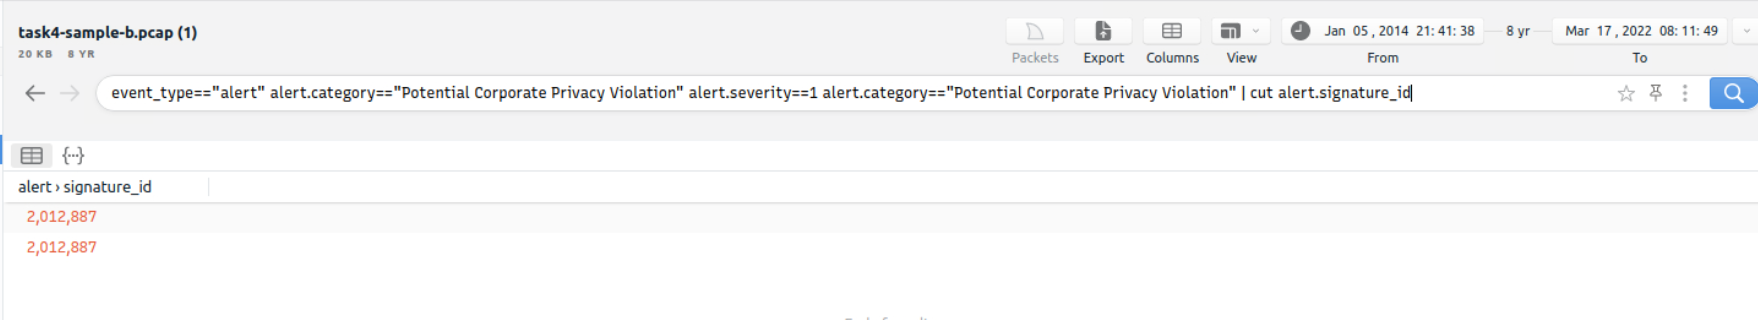 task4-sample-b.pcap (1)
20 KB 8 YR
Packets
Export
Columns
View
Jan 05 , 2014 21: 41: 38
From
8 yr
Mar 17 , 2022 08: 11: 49
To
event_type=="alert" alert.category=="Potential Corporate Privacy Violation" alert.severity==1 alert.category=="Potential Corporate Privacy Violation" | cut alert.signature_id
alert › signature_id
2,012,887
2,012,887